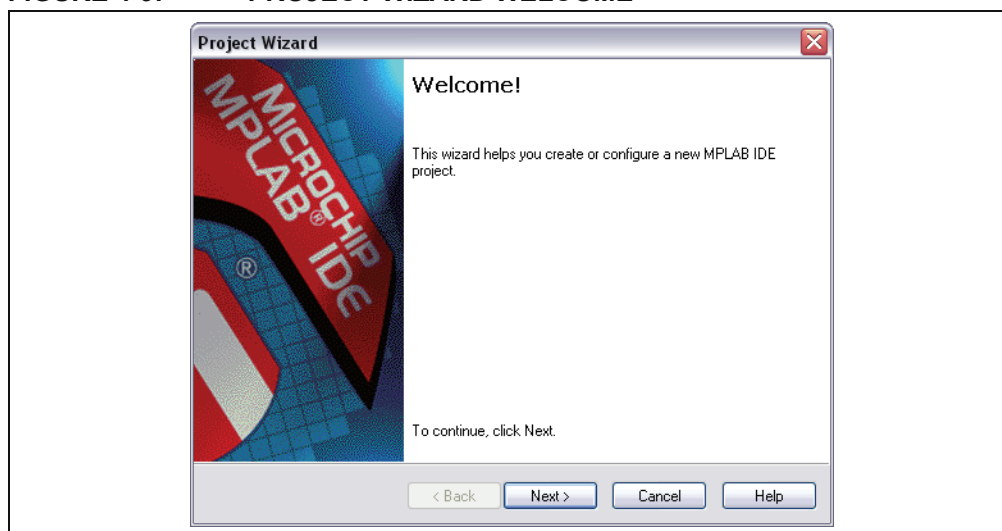 Project Wizard
MICROCHIP
MPLAB® IDE
®
Welcome!
This wizard helps you create or configure a new MPLAB IDE
project.
To continue, click Next.
< Back
Next >
Cancel
Help